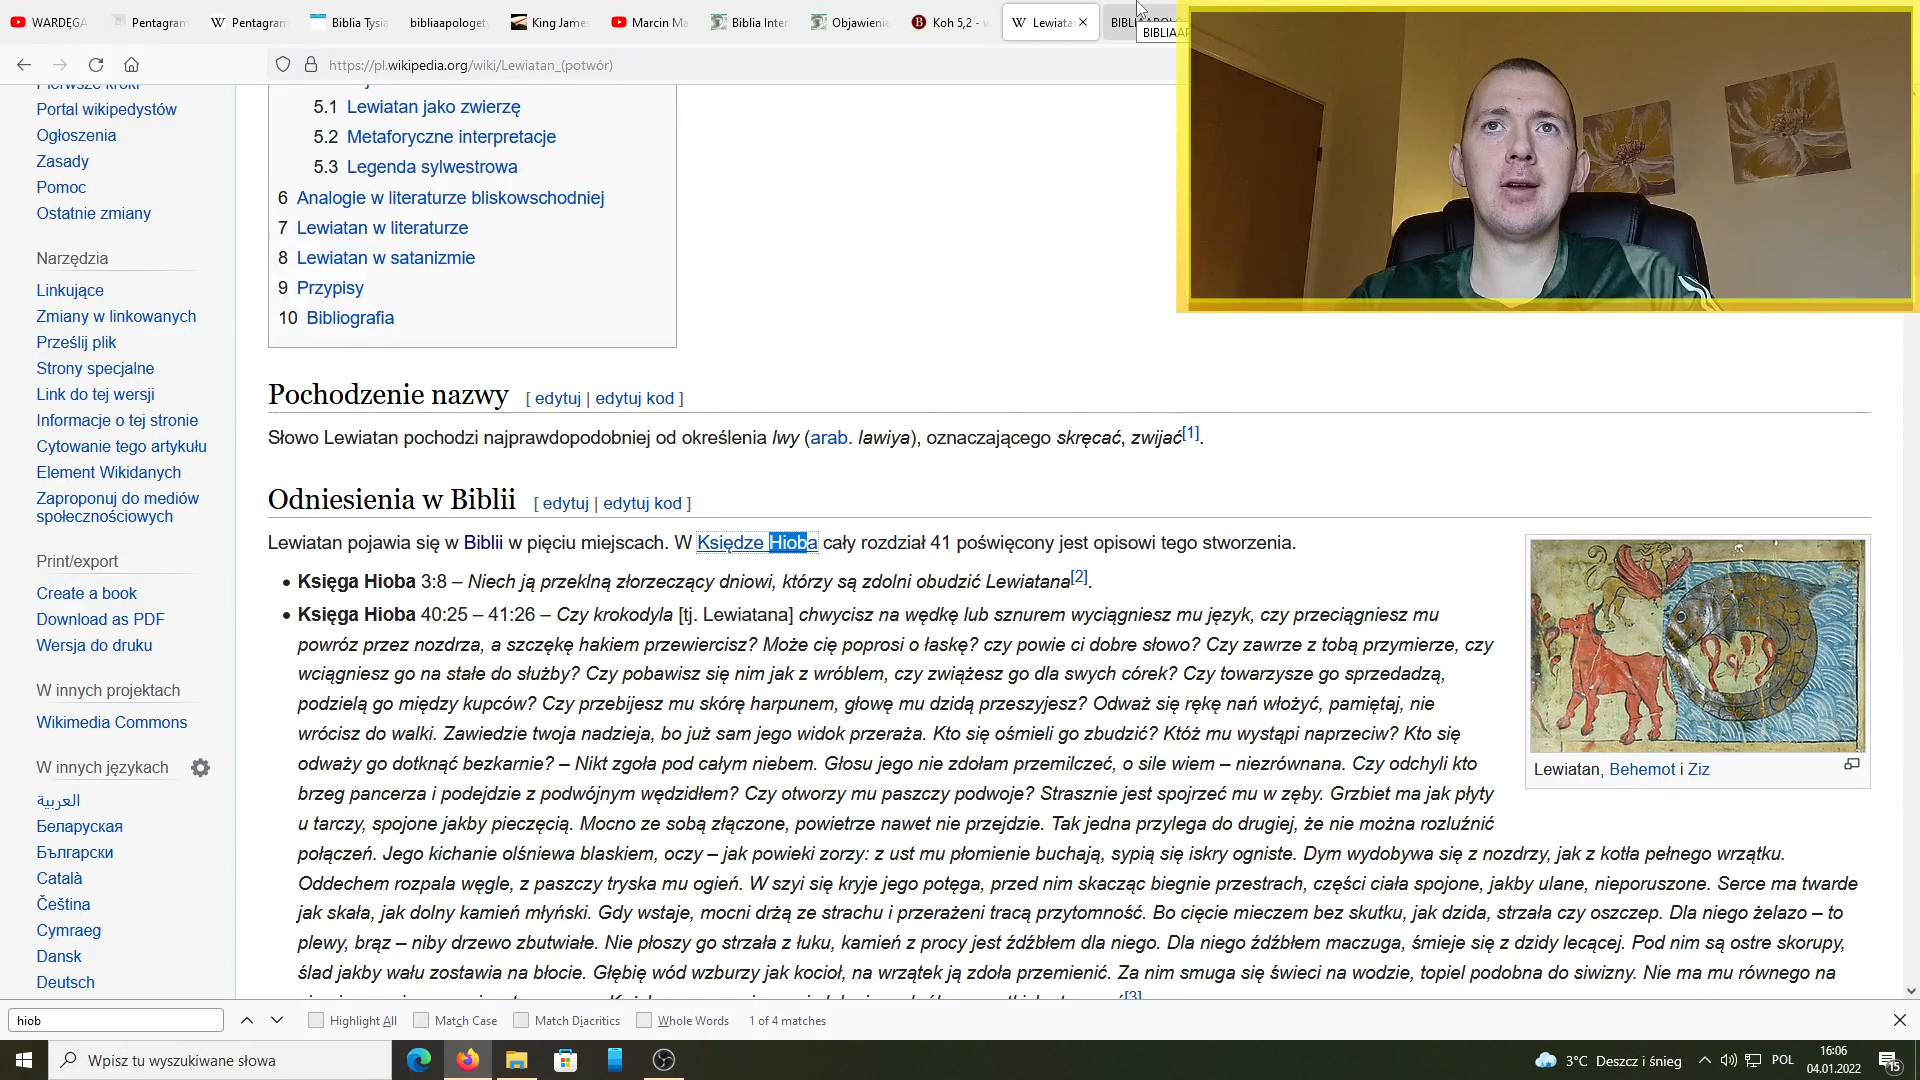 WARDĘGA
Pentagram
Pentagram
Biblia Tysią
bibliaapologety
King James
Marcin Ma
Biblia Inter
Objawienie
Koh 5,2 -
Lewiatan
BIBLIAAPOLO
BIBLIAAP
https://pl.wikipedia.org/wiki/Lewiatan_(potwór)
Pierwsze kroki
Portal wikipedystów
Ogłoszenia
Zasady
Pomoc
Ostatnie zmiany
Narzędzia
Linkujące
Zmiany w linkowanych
Prześlij plik
Strony specjalne
Link do tej wersji
Informacje o tej stronie
Cytowanie tego artykułu
Element Wikidanych
Zaproponuj do mediów
społecznościowych
Print/export
Create a book
Download as PDF
Wersja do druku
W innych projektach
Wikimedia Commons
W innych językach
العربية
Беларуская
Български
Català
Čeština
Cymraeg
Dansk
Deutsch
5.1 Lewiatan jako zwierzę
5.2 Metaforyczne interpretacje
5.3 Legenda sylwestrowa
6 Analogie w literaturze bliskowschodniej
7 Lewiatan w literaturze
8 Lewiatan w satanizmie
9 Przypisy
10 Bibliografia
Pochodzenie nazwy [ edytuj | edytuj kod ]
Słowo Lewiatan pochodzi najprawdopodobniej od określenia lwy (arab. lawiya), oznaczającego skręcać, zwijać[1].
Odniesienia w Biblii [ edytuj | edytuj kod ]
Lewiatan pojawia się w Biblii w pięciu miejscach. W Księdze Hioba cały rozdział 41 poświęcony jest opisowi tego stworzenia.
• Księga Hioba 3:8 – Niech ją przeklną złorzeczący dniowi, którzy są zdolni obudzić Lewiatana[2].
• Księga Hioba 40:25 – 41:26 – Czy krokodyla [tj. Lewiatana] chwycisz na wędkę lub sznurem wyciągniesz mu język, czy przeciągniesz mu
powróz przez nozdrza, a szczękę hakiem przewiercisz? Może cię poprosi o łaskę? czy powie ci dobre słowo? Czy zawrze z tobą przymierze, czy
wciągniesz go na stałe do służby? Czy pobawisz się nim jak z wróblem, czy zwiążesz go dla swych córek? Czy towarzysze go sprzedadzą,
podzielą go między kupców? Czy przebijesz mu skórę harpunem, głowę mu dzidą przeszyjesz? Odważ się rękę nań włożyć, pamiętaj, nie
wrócisz do walki. Zawiedzie twoja nadzieja, bo już sam jego widok przeraża. Kto się ośmieli go zbudzić? Któż mu wystąpi naprzeciw? Kto się
odważy go dotknąć bezkarnie? – Nikt zgoła pod całym niebem. Głosu jego nie zdołam przemilczeć, o sile wiem – niezrównana. Czy odchyli kto
brzeg pancerza i podejdzie z podwójnym wędzidłem? Czy otworzy mu paszczy podwoje? Strasznie jest spojrzeć mu w zęby. Grzbiet ma jak płyty
u tarczy, spojone jakby pieczęcią. Mocno ze sobą złączone, powietrze nawet nie przejdzie. Tak jedna przylega do drugiej, że nie można rozluźnić
połączeń. Jego kichanie olśniewa blaskiem, oczy – jak powieki zorzy: z ust mu płomienie buchają, sypią się iskry ogniste. Dym wydobywa się z nozdrzy, jak z kotła pełnego wrzątku.
Oddechem rozpala węgle, z paszczy tryska mu ogień. W szyi się kryje jego potęga, przed nim skacząc biegnie przestrach, części ciała spojone, jakby ulane, nieporuszone. Serce ma twarde
jak skała, jak dolny kamień młyński. Gdy wstaje, mocni drżą ze strachu i przerażeni tracą przytomność. Bo cięcie mieczem bez skutku, jak dzida, strzała czy oszczep. Dla niego żelazo – to
plewy, brąz – niby drzewo zbutwiałe. Nie płoszy go strzała z łuku, kamień z procy jest źdźbłem dla niego. Dla niego źdźbłem maczuga, śmieje się z dzidy lecącej. Pod nim są ostre skorupy,
ślad jakby wału zostawia na błocie. Głębię wód wzburzy jak kocioł, na wrzątek ją zdoła przemienić. Za nim smuga się świeci na wodzie, topiel podobna do siwizny. Nie ma mu równego na
[3]
Lewiatan, Behemot i Ziz
hiob
Highlight All
Match Case
Match Diacritics
Whole Words
1 of 4 matches
Wpisz tu wyszukiwane słowa
3°C Deszcz i śnieg
POL
16:06
04.01.2022
15